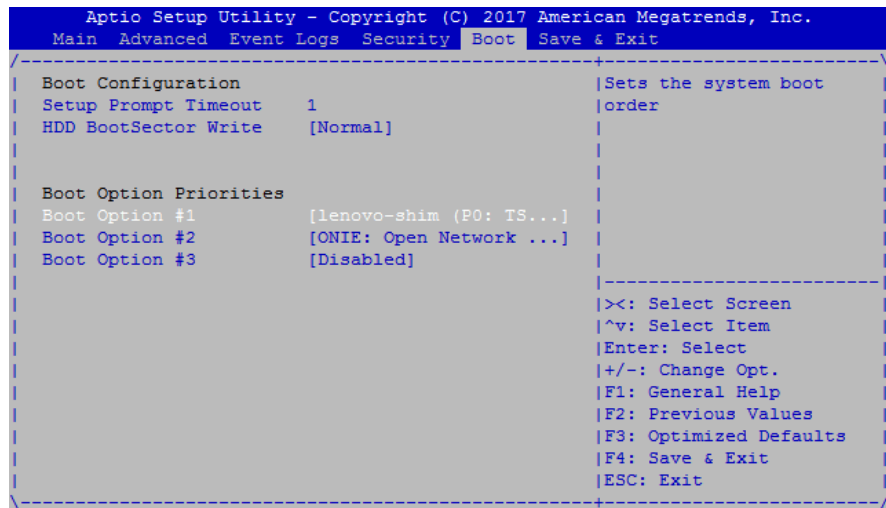 Aptio Setup Utility - Copyright (C) 2017 American Megatrends, Inc.
Main Advanced Event Logs Security Boot Save & Exit
Boot Configuration
Setup Prompt Timeout 1
HDD BootSector Write [Normal]
Boot Option Priorities
Boot Option #1 [lenovo-shim (P0: TS...]
Boot Option #2 [ONIE: Open Network ...]
Boot Option #3 [Disabled]
Sets the system boot
order
><: Select Screen
^v: Select Item
Enter: Select
+/-: Change Opt.
F1: General Help
F2: Previous Values
F3: Optimized Defaults
F4: Save & Exit
ESC: Exit